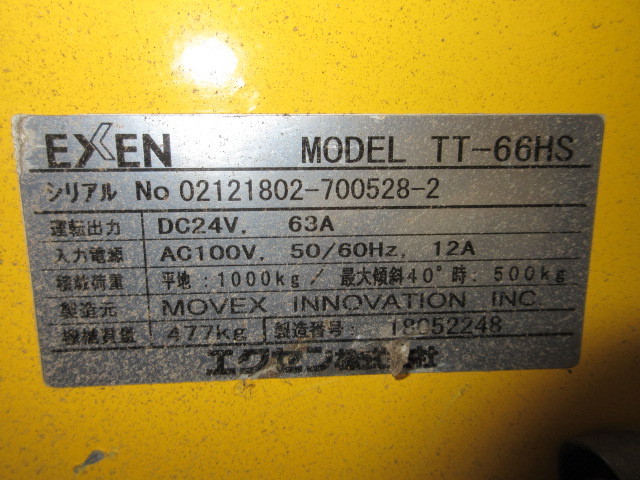 EXEN MODEL TT-66HS
シリアル No 02121802-700528-2
運転出力 DC24V, 63A
入力電源 AC100V, 50/60Hz, 12A
積載荷重 平地:1000kg/最大傾斜40°時:500kg
製造元 MOVEX INNOVATION INC
機械質量 477kg 製造番号: 18052248
エクセン株式会社